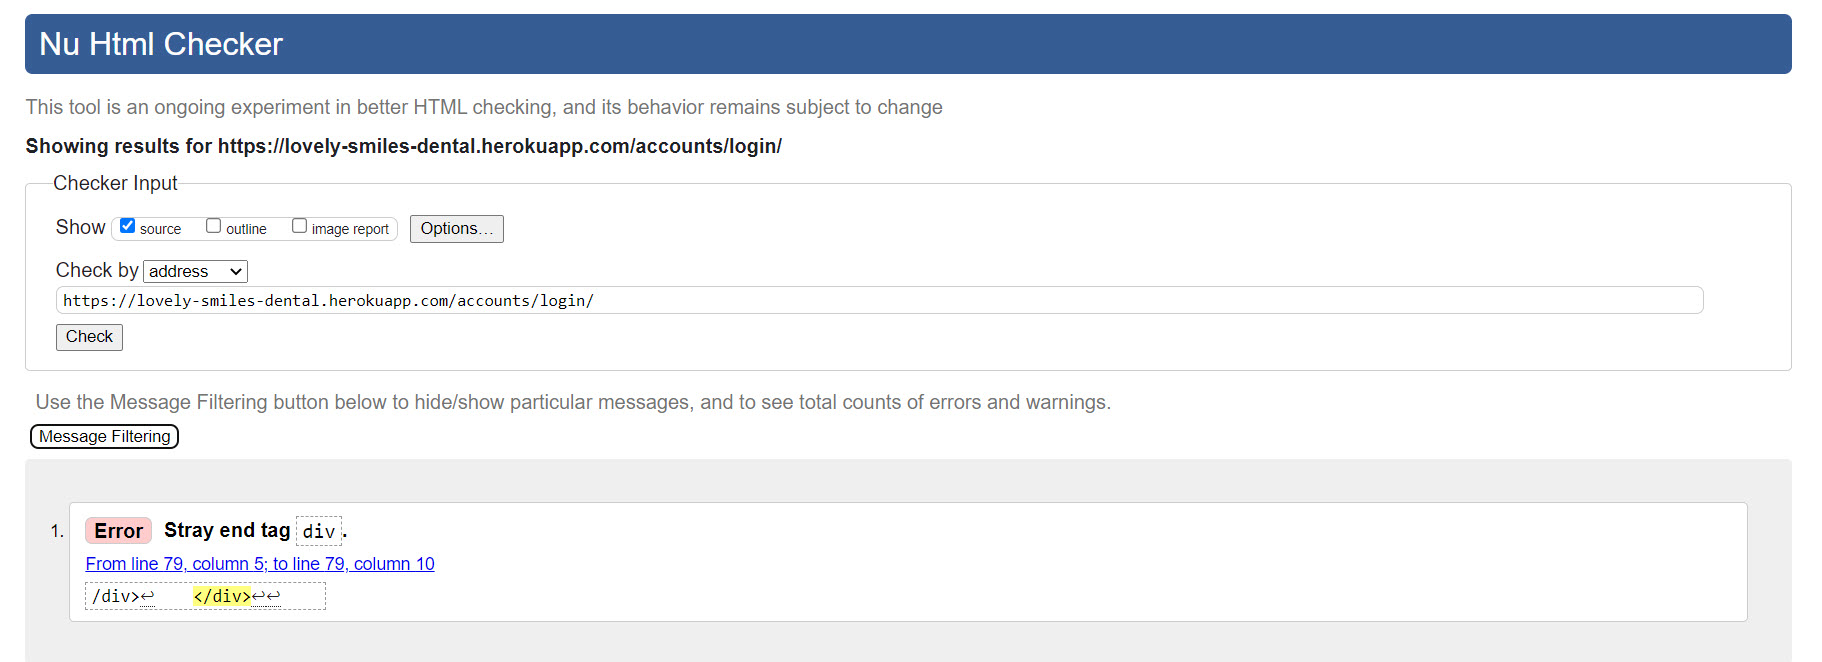 Nu Html Checker
This tool is an ongoing experiment in better HTML checking, and its behavior remains subject to change
Showing results for https://lovely-smiles-dental.herokuapp.com/accounts/login/
Checker Input
Show source outline image report Options...
Check by address
https://lovely-smiles-dental.herokuapp.com/accounts/login/
Check
Use the Message Filtering button below to hide/show particular messages, and to see total counts of errors and warnings.
Message Filtering
1. Error Stray end tag div.
From line 79, column 5; to line 79, column 10
/div>↩    </div>↩↩